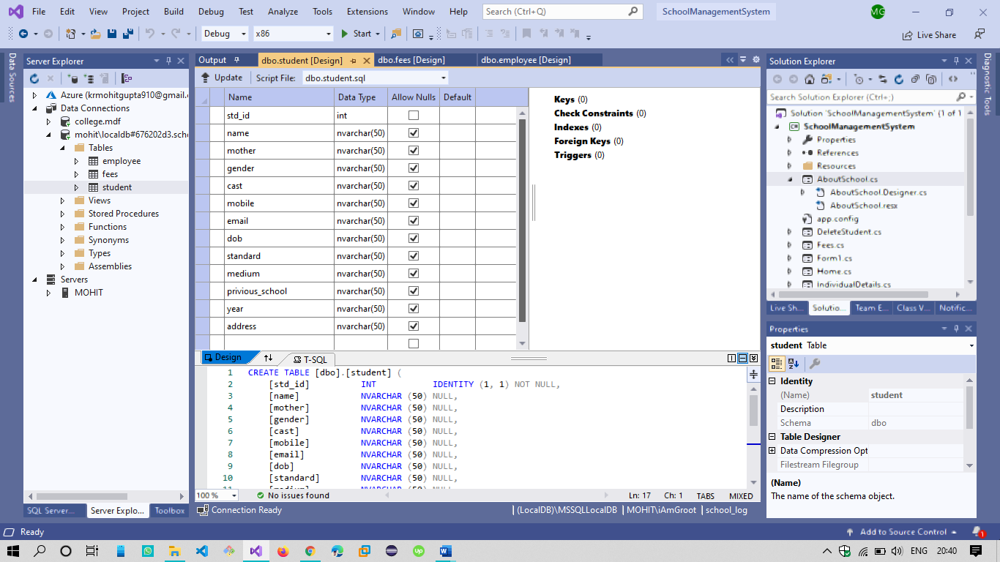 File Edit View Project Build Debug Test Analyze Tools Extensions Window Help Search (Ctrl+Q) SchoolManagementSystem MG
Debug x86 Start Live Share
Data Sources
Server Explorer
Azure (krmohitgupta910@gmail.c
Data Connections
college.mdf
mohit\localdb#676202d3.scho
Tables
employee
fees
student
Views
Stored Procedures
Functions
Synonyms
Types
Assemblies
Servers
MOHIT
SQL Server... Server Explo... Toolbox
Output dbo.student [Design] dbo.fees [Design] dbo.employee [Design]
Update Script File: dbo.student.sql
Name Data Type Allow Nulls Default
std_id int
name nvarchar(50)
mother nvarchar(50)
gender nvarchar(50)
cast nvarchar(50)
mobile nvarchar(50)
email nvarchar(50)
dob nvarchar(50)
standard nvarchar(50)
medium nvarchar(50)
privious_school nvarchar(50)
year nvarchar(50)
address nvarchar(50)
Keys (0)
Check Constraints (0)
Indexes (0)
Foreign Keys (0)
Triggers (0)
Design T-SQL
1 CREATE TABLE [dbo].[student] (
2 [std_id] INT IDENTITY (1, 1) NOT NULL,
3 [name] NVARCHAR (50) NULL,
4 [mother] NVARCHAR (50) NULL,
5 [gender] NVARCHAR (50) NULL,
6 [cast] NVARCHAR (50) NULL,
7 [mobile] NVARCHAR (50) NULL,
8 [email] NVARCHAR (50) NULL,
9 [dob] NVARCHAR (50) NULL,
10 [standard] NVARCHAR (50) NULL,
11 [medium] NVARCHAR (50) NULL,
100 % No issues found Ln: 17 Ch: 1 TABS MIXED
Connection Ready (LocalDB)\MSSQLLocalDB MOHIT\iAmGroot school_log
Solution Explorer
Search Solution Explorer (Ctrl+;)
Solution 'SchoolManagementSystem' (1 of 1
SchoolManagementSystem
Properties
References
Resources
AboutSchool.cs
AboutSchool.Designer.cs
AboutSchool.resx
app.config
DeleteStudent.cs
Fees.cs
Form1.cs
Home.cs
IndividualDetails.cs
Live Sh... Solutio... Team E... Class V... Notific...
Properties
student Table
Identity
(Name) student
Description
Schema dbo
Table Designer
Data Compression Opt
Filestream Filegroup
(Name)
The name of the schema object.
Diagnostic Tools
Ready Add to Source Control 1
ENG 20:40